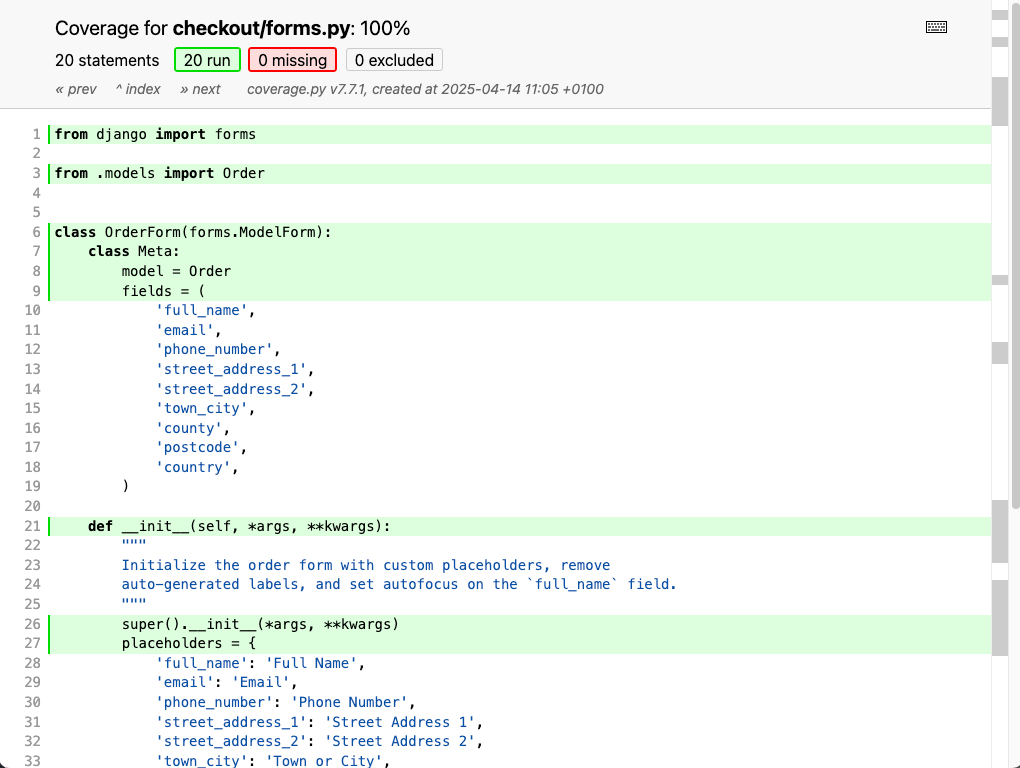 Coverage for checkout/forms.py: 100%
20 statements 20 run 0 missing 0 excluded
« prev ^ index » next coverage.py v7.7.1, created at 2025-04-14 11:05 +0100
1 from django import forms
2
3 from .models import Order
4
5
6 class OrderForm(forms.ModelForm):
7     class Meta:
8         model = Order
9         fields = (
10             'full_name',
11             'email',
12             'phone_number',
13             'street_address_1',
14             'street_address_2',
15             'town_city',
16             'county',
17             'postcode',
18             'country',
19         )
20
21     def __init__(self, *args, **kwargs):
22         """
23         Initialize the order form with custom placeholders, remove
24         auto-generated labels, and set autofocus on the `full_name` field.
25         """
26         super().__init__(*args, **kwargs)
27         placeholders = {
28             'full_name': 'Full Name',
29             'email': 'Email',
30             'phone_number': 'Phone Number',
31             'street_address_1': 'Street Address 1',
32             'street_address_2': 'Street Address 2',
33             'town_city': 'Town or City',